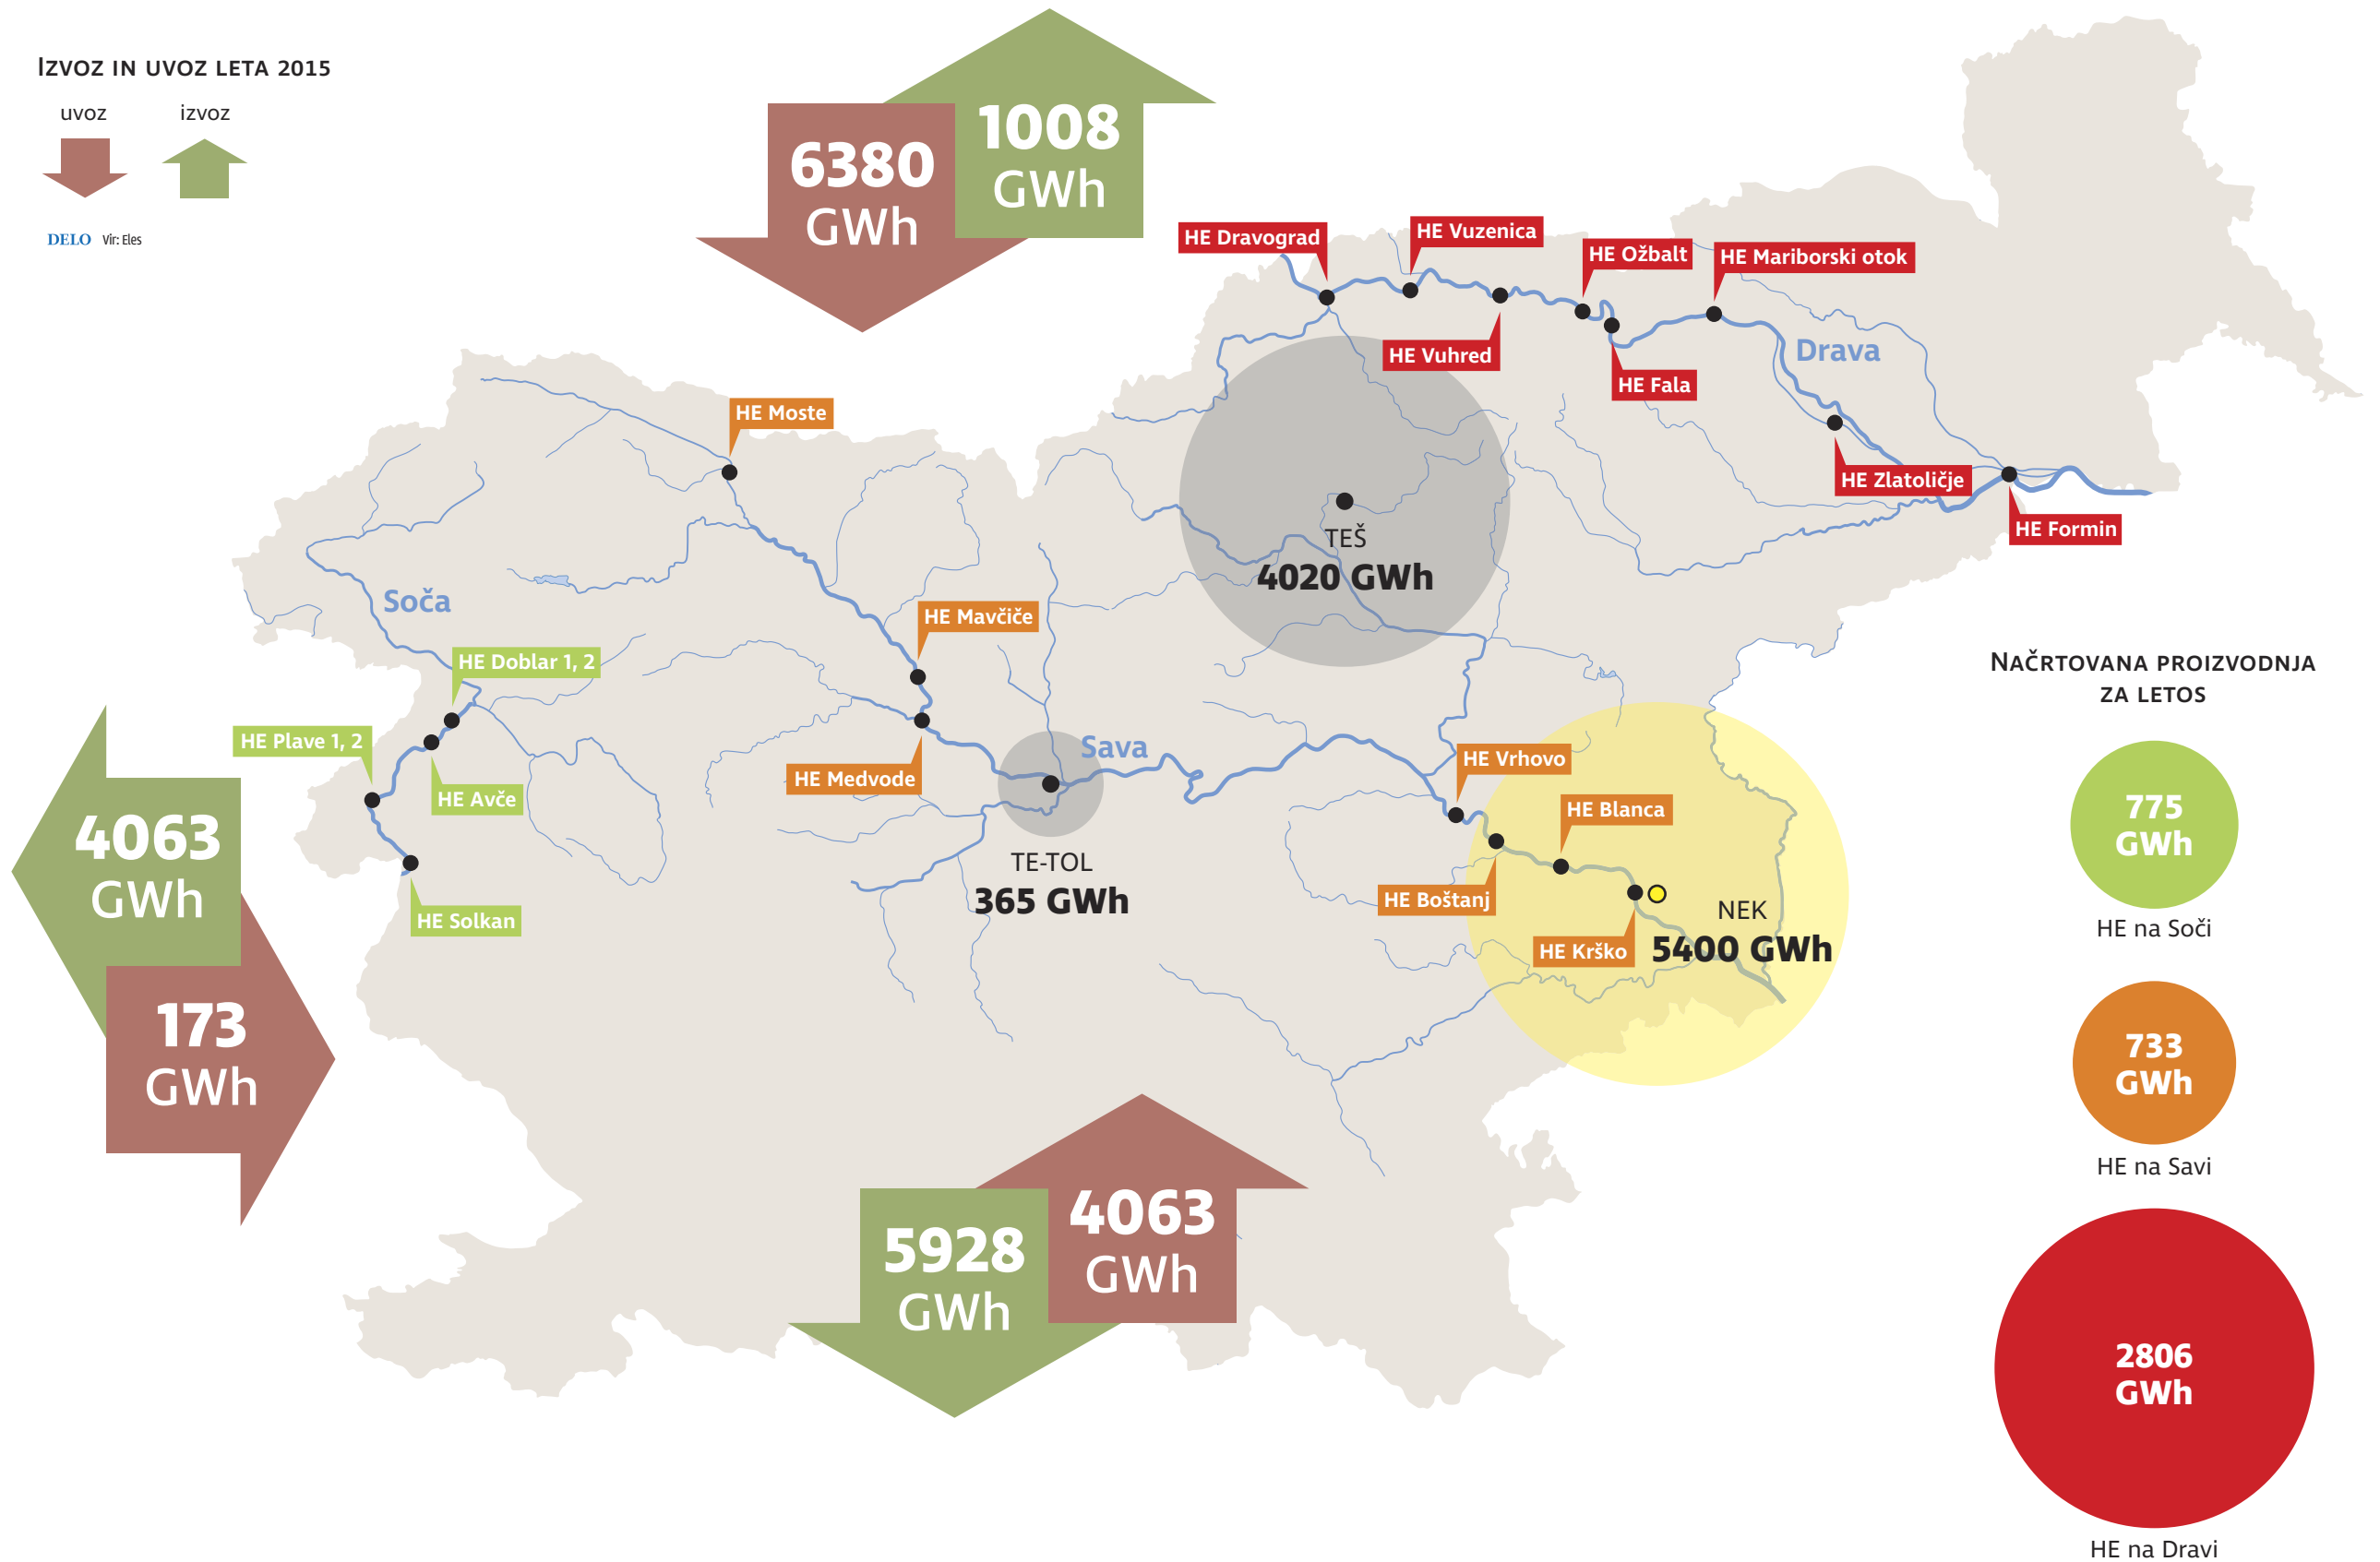 IZVOZ IN UVOZ LETA 2015
uvoz
izvoz
DELO Vir: Eles
6380
GWh
1008
GWh
HE Dravograd
HE Vuzenica
HE Ožbalt
HE Mariborski otok
HE Vuhred
HE Fala
Drava
HE Zlatoličje
HE Formin
HE Moste
TEŠ
4020 GWh
Soča
HE Mavčiče
HE Doblar 1, 2
HE Plave 1, 2
HE Avče
HE Solkan
HE Medvode
Sava
TE-TOL
365 GWh
HE Vrhovo
HE Blanca
HE Boštanj
HE Krško
NEK
5400 GWh
4063
GWh
173
GWh
5928
GWh
4063
GWh
NAČRTOVANA PROIZVODNJA
ZA LETOS
775
GWh
HE na Soči
733
GWh
HE na Savi
2806
GWh
HE na Dravi